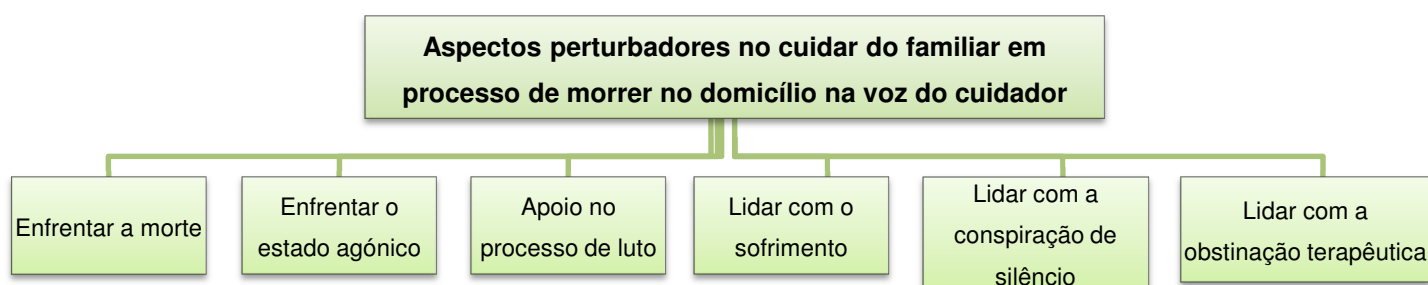 Aspectos perturbadores no cuidar do familiar em
processo de morrer no domicílio na voz do cuidador
Enfrentar a morte
Enfrentar o
estado agónico
Apoio no
processo de luto
Lidar com o
sofrimento
Lidar com a
conspiração de
silêncio
Lidar com a
obstinação terapêutica